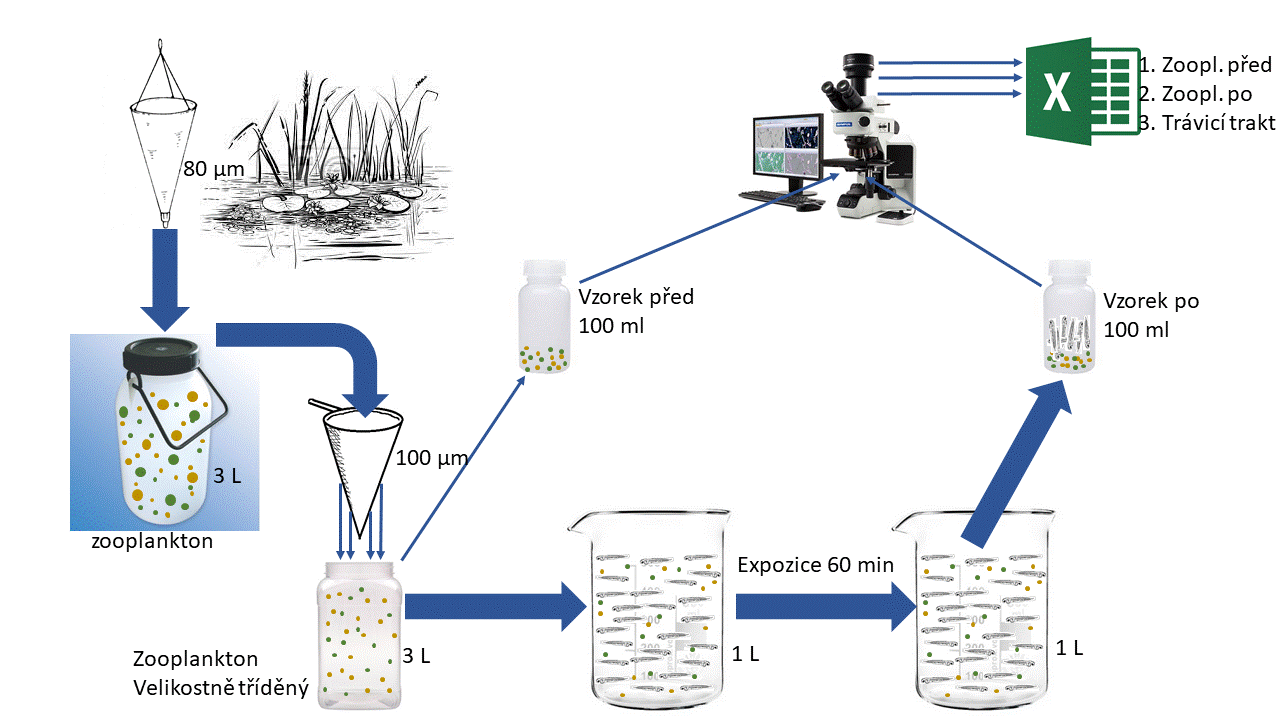 80 µm
1. Zoopl. před
2. Zoopl. po
3. Trávicí trakt
X
Vzorek před
100 ml
Vzorek po
100 ml
3 L
zooplankton
100 µm
Expozice 60 min
Zooplankton
Velikostně tříděný
3 L
1 L
1 L